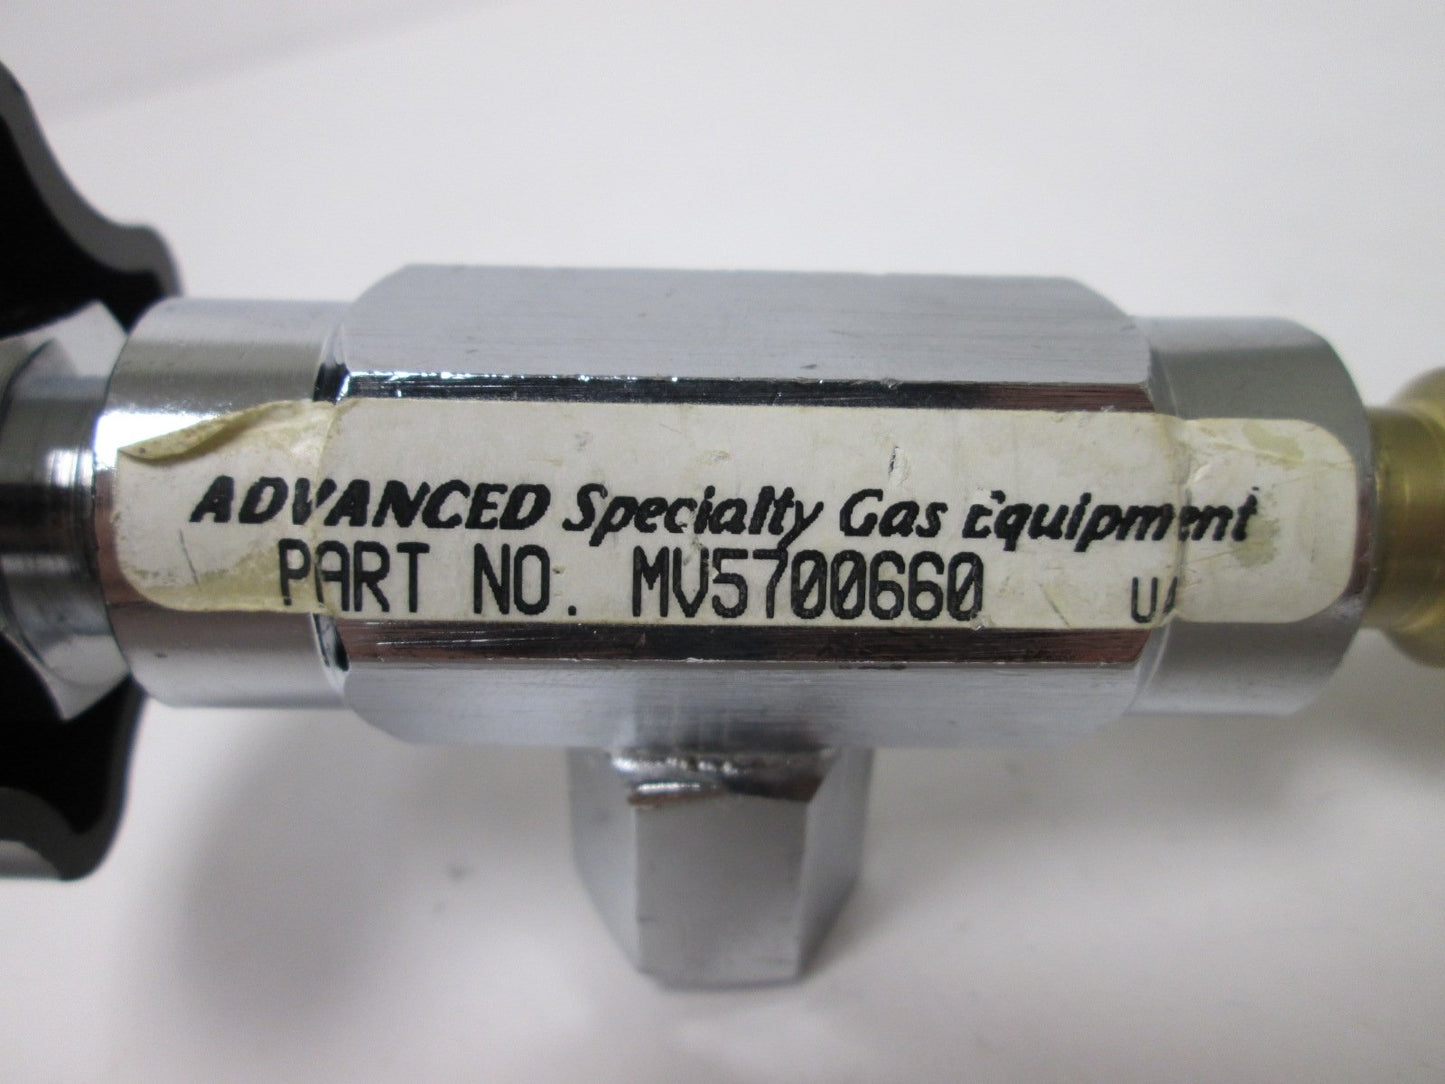 ADVANCED Specialty Gas Equipment
PART NO. MV5700660